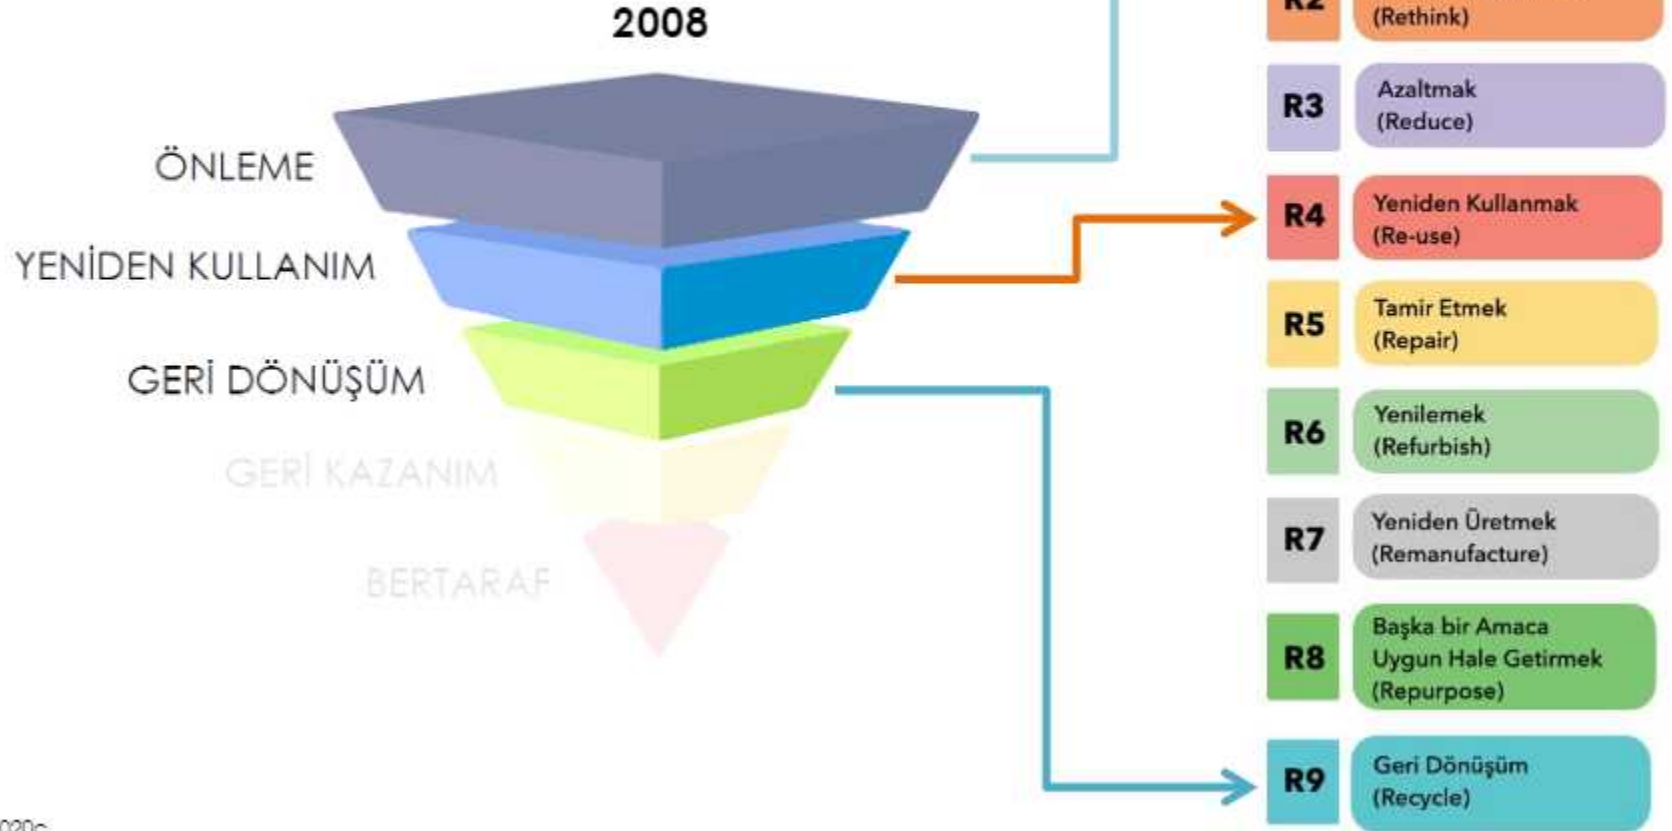 2008
ÖNLEME
YENİDEN KULLANIM
GERİ DÖNÜŞÜM
GERİ KAZANIM
BERTARAF
R2
(Rethink)
R3
Azaltmak
(Reduce)
R4
Yeniden Kullanmak
(Re-use)
R5
Tamir Etmek
(Repair)
R6
Yenilemek
(Refurbish)
R7
Yeniden Üretmek
(Remanufacture)
R8
Başka bir Amaca
Uygun Hale Getirmek
(Repurpose)
R9
Geri Dönüşüm
(Recycle)